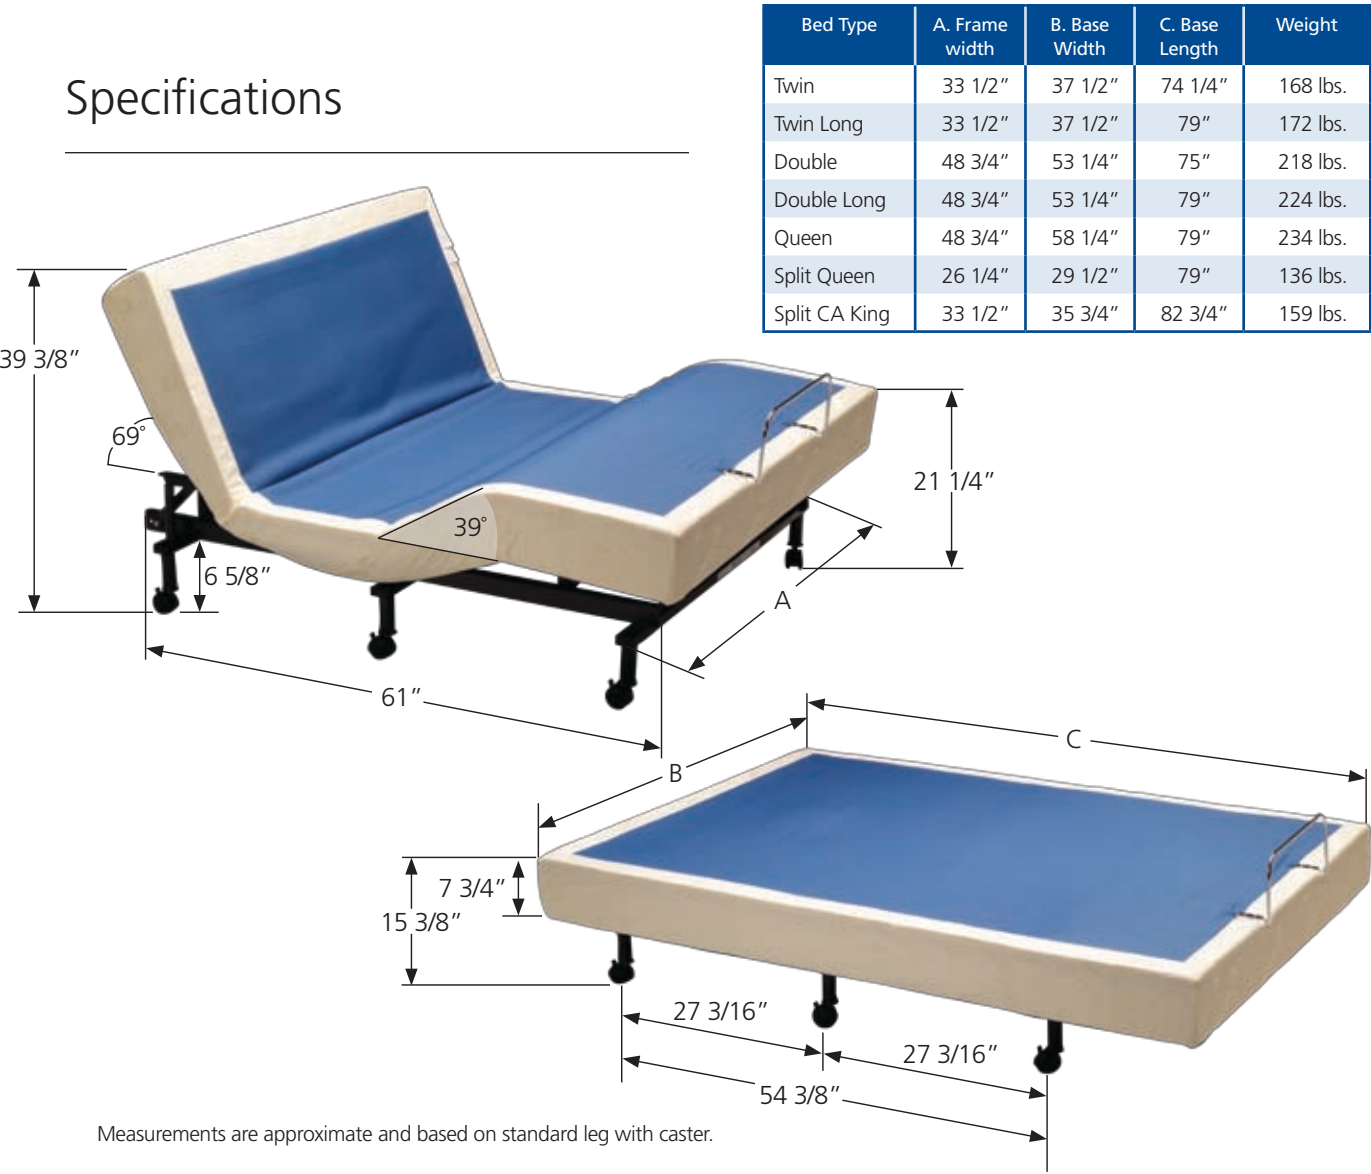 Specifications
Bed Type A. Frame width B. Base Width C. Base Length Weight
Twin 33 1/2” 37 1/2” 74 1/4” 168 lbs.
Twin Long 33 1/2” 37 1/2” 79” 172 lbs.
Double 48 3/4” 53 1/4” 75” 218 lbs.
Double Long 48 3/4” 53 1/4” 79” 224 lbs.
Queen 48 3/4” 58 1/4” 79” 234 lbs.
Split Queen 26 1/4” 29 1/2” 79” 136 lbs.
Split CA King 33 1/2” 35 3/4” 82 3/4” 159 lbs.
39 3/8”
69°
21 1/4”
39°
6 5/8”
A
61”
C
B
7 3/4”
15 3/8”
27 3/16”
27 3/16”
54 3/8”
Measurements are approximate and based on standard leg with caster.